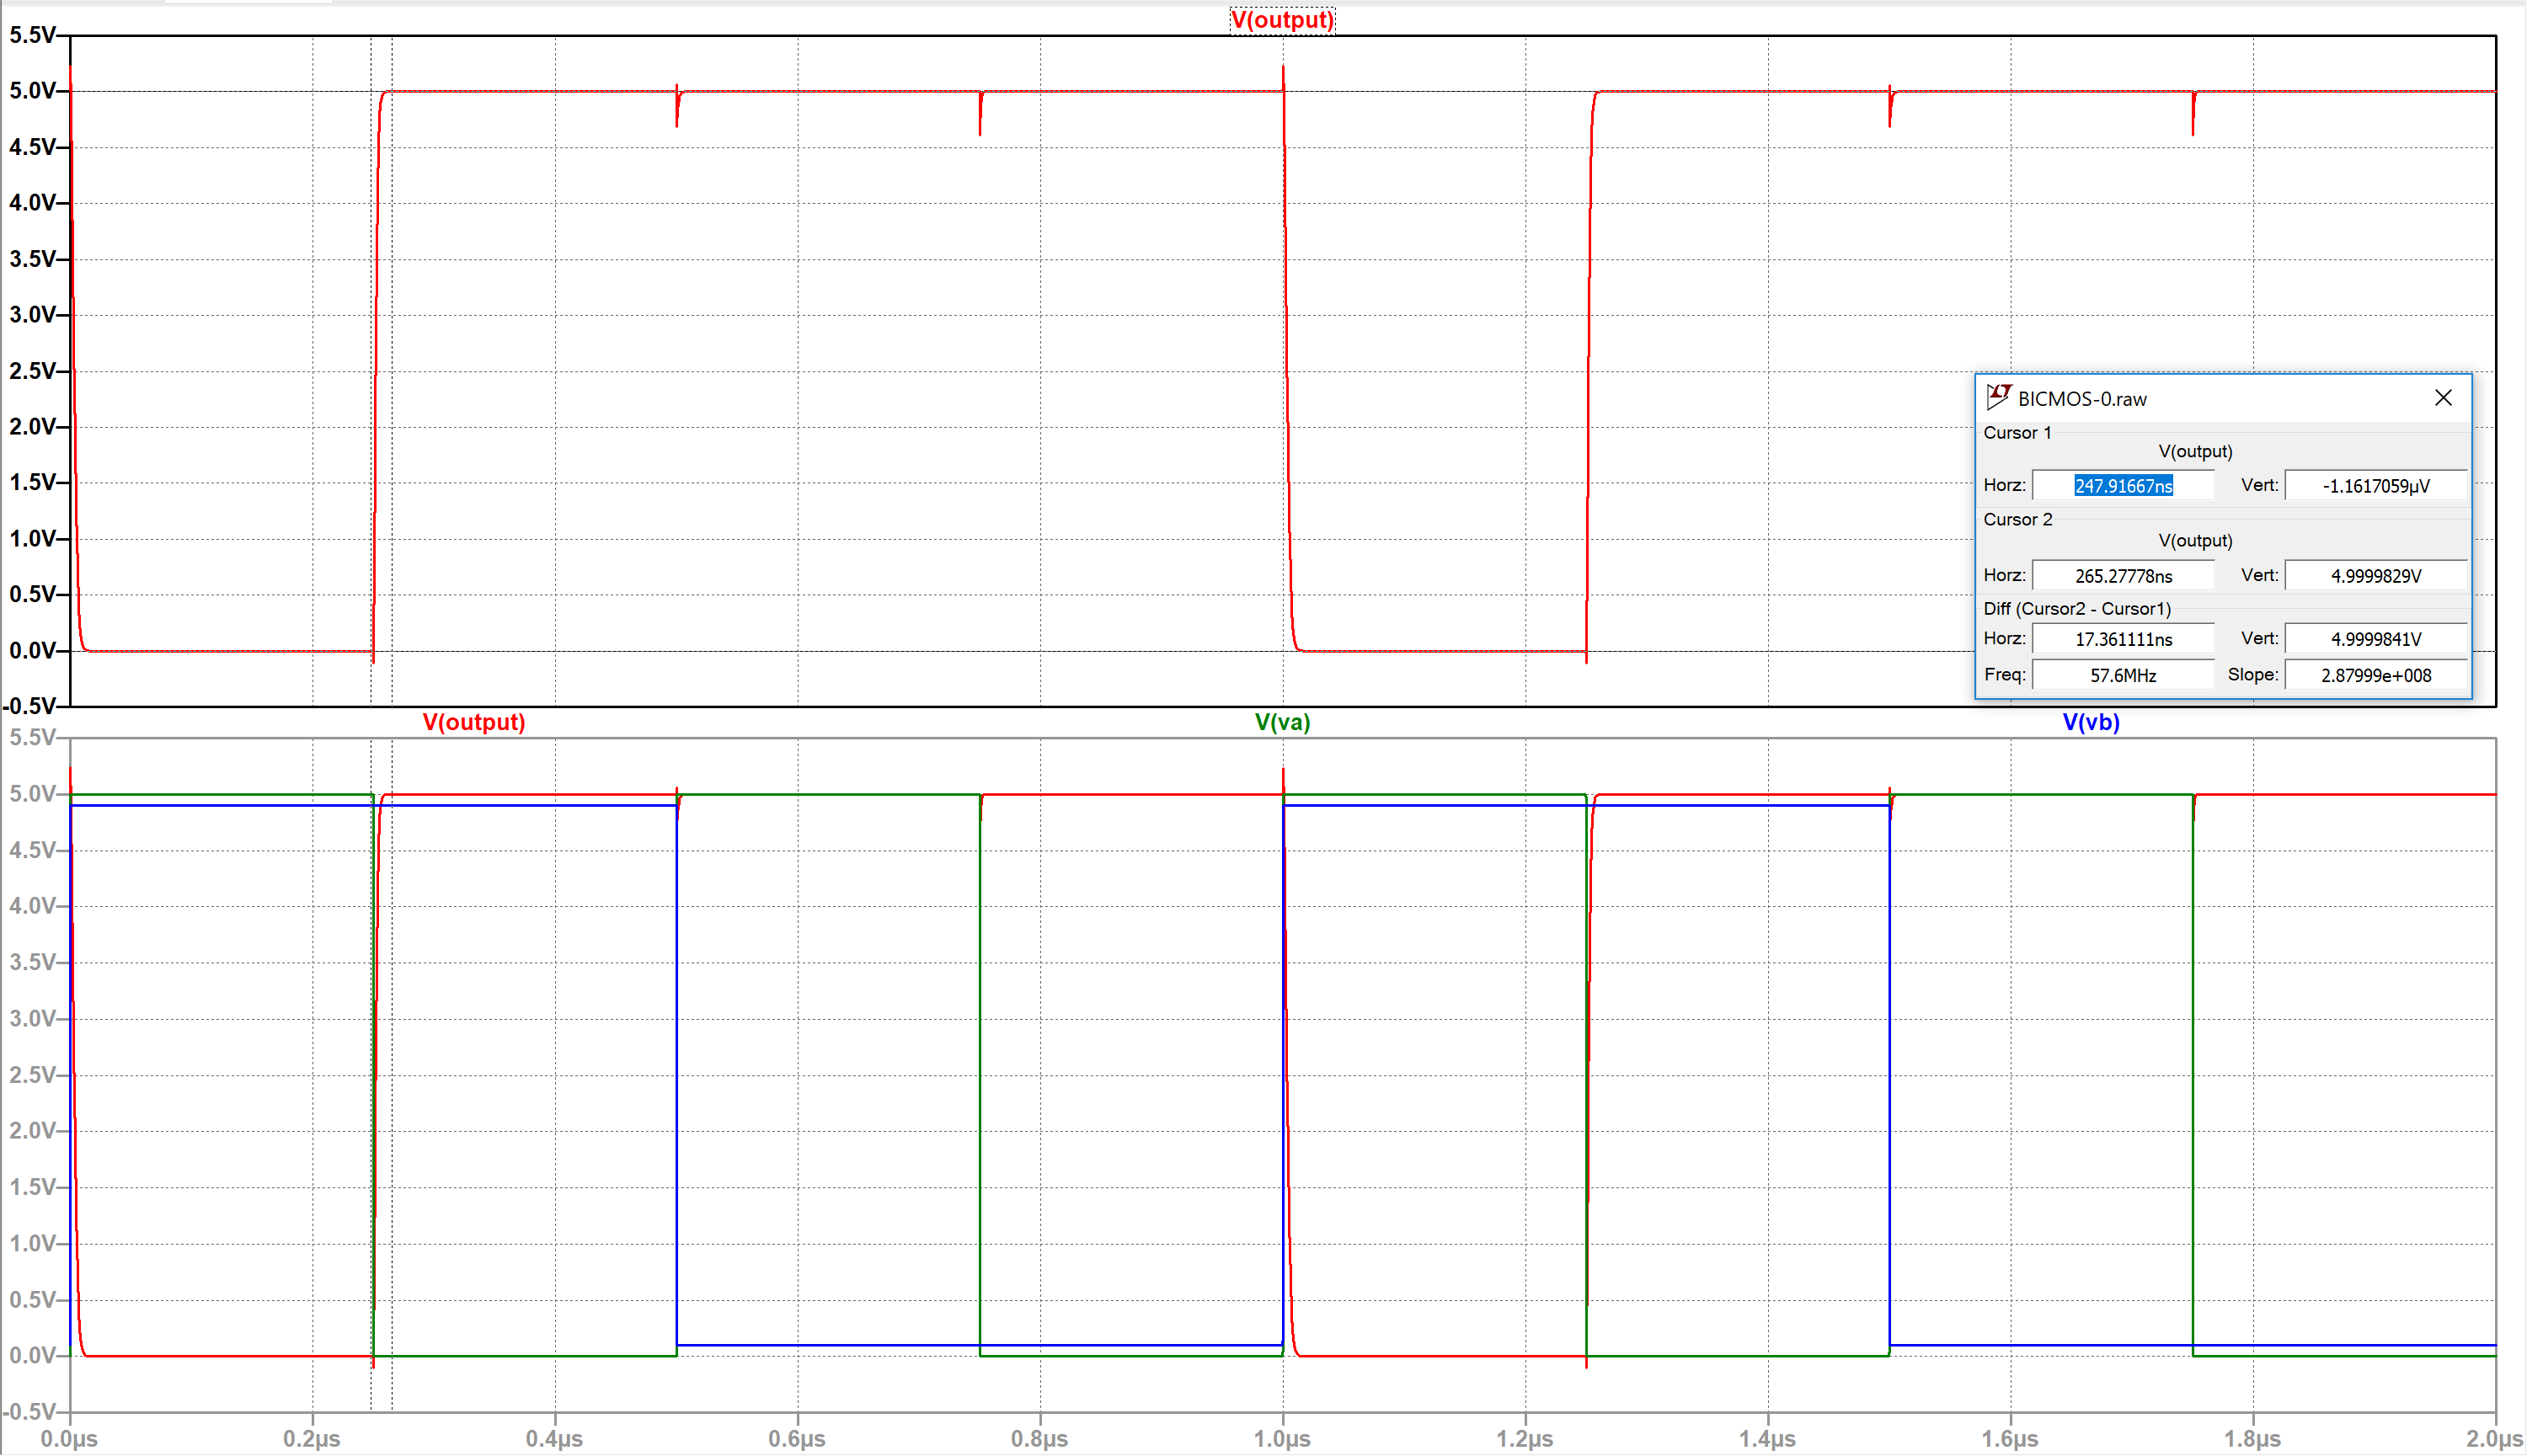 V(output)
5.5V
5.0V
4.5V
4.0V
3.5V
3.0V
2.5V
2.0V
1.5V
1.0V
0.5V
0.0V
-0.5V
BICMOS-0.raw
Cursor 1
V(output)
Horz: 247.91667ns Vert: -1.1617059µV
Cursor 2
V(output)
Horz: 265.27778ns Vert: 4.9999829V
Diff (Cursor2 - Cursor1)
Horz: 17.361111ns Vert: 4.9999841V
Freq: 57.6MHz Slope: 2.87999e+008
V(output) V(va) V(vb)
5.5V
5.0V
4.5V
4.0V
3.5V
3.0V
2.5V
2.0V
1.5V
1.0V
0.5V
0.0V
-0.5V
0.0µs 0.2µs 0.4µs 0.6µs 0.8µs 1.0µs 1.2µs 1.4µs 1.6µs 1.8µs 2.0µs